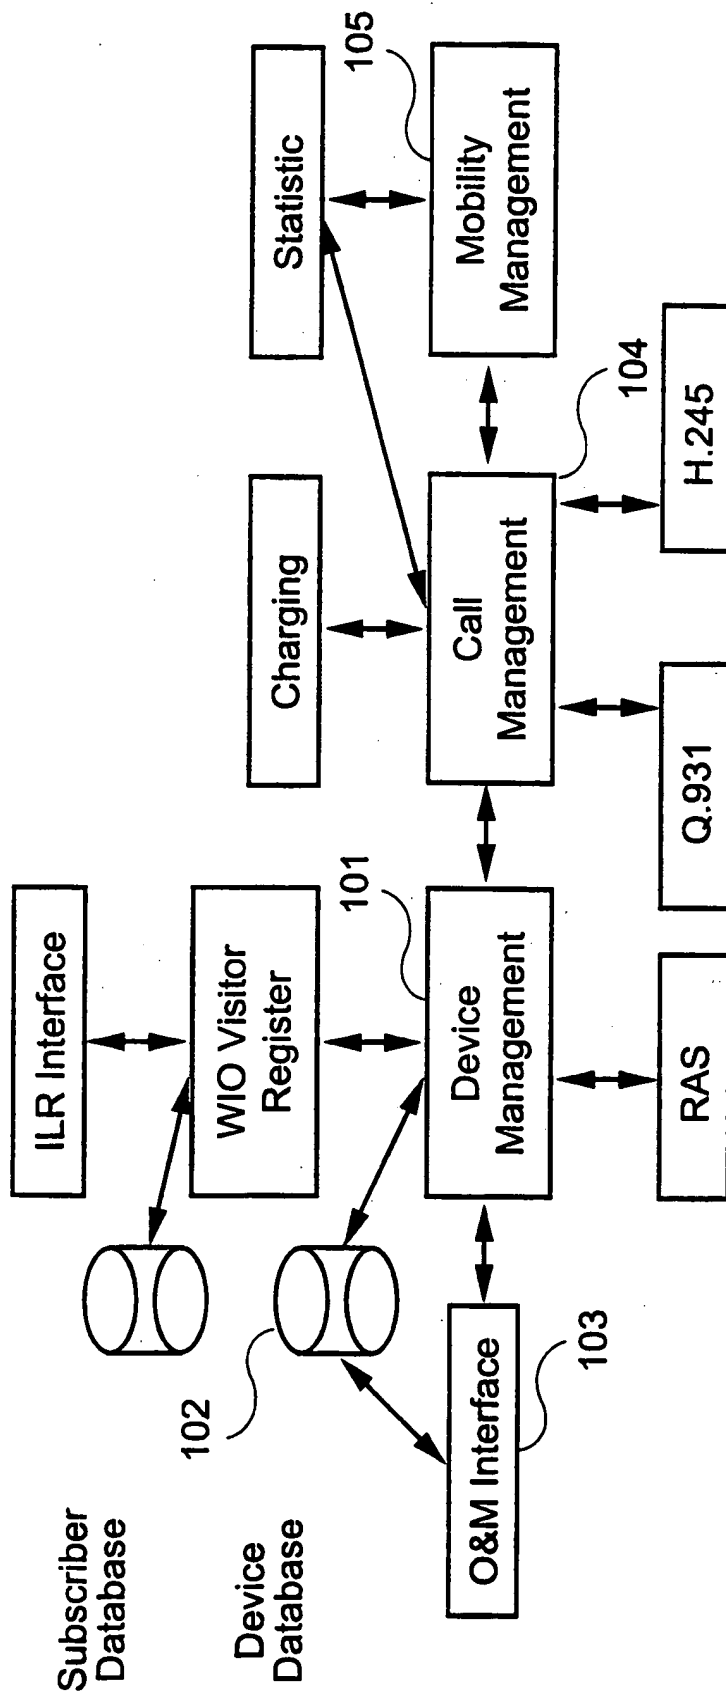 Subscriber
Database
ILR Interface
WIO Visitor
Register
Device
Database
102
Charging
Statistic
101
105
O&M Interface
103
Device
Management
Call
Management
104
Mobility
Management
RAS
Q.931
H.245